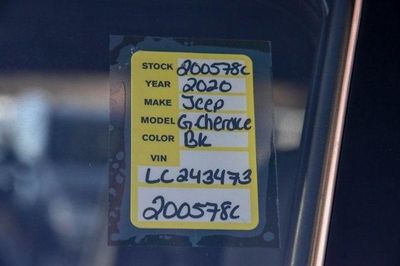 STOCK 200578C
YEAR 2020
MAKE Jeep
MODEL G.Cherokee
COLOR Bk
VIN
LC243473
200578C